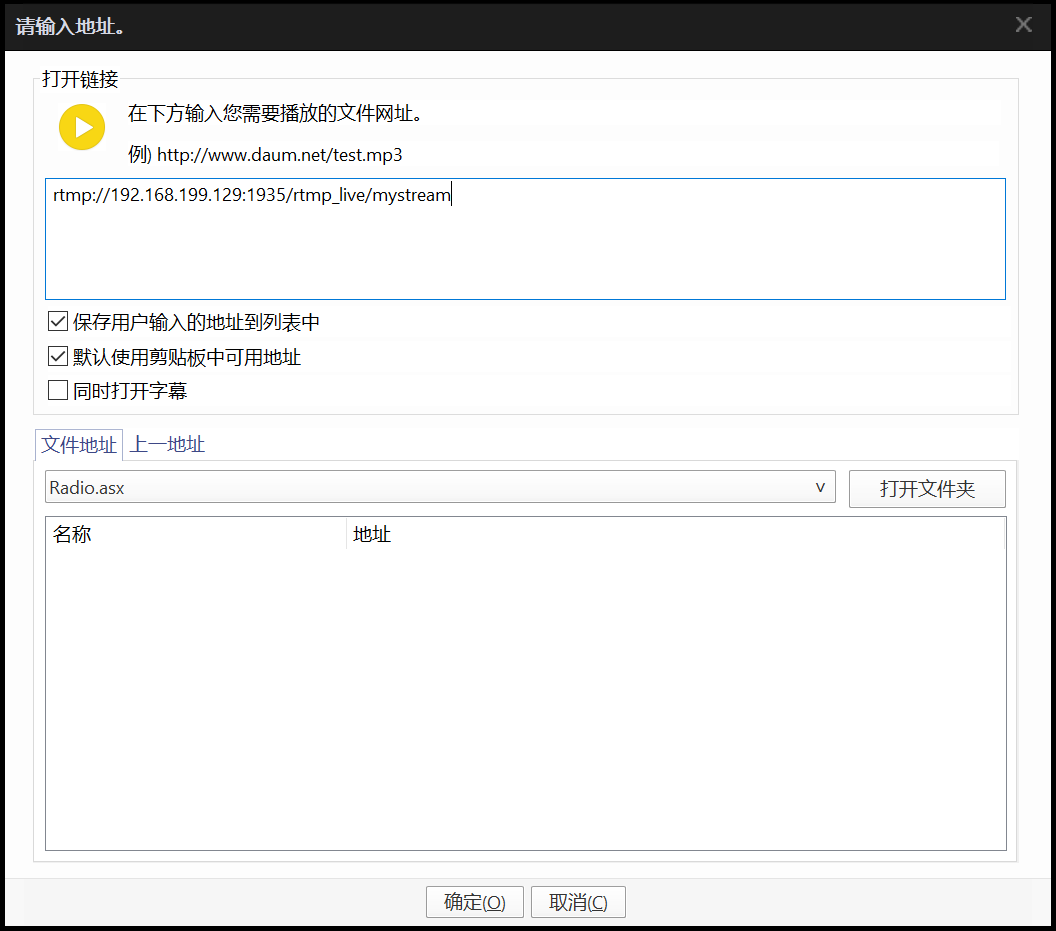 请输入地址。
打开链接
在下方输入您需要播放的文件网址。
例) http://www.daum.net/test.mp3
rtmp://192.168.199.129:1935/rtmp_live/mystream
保存用户输入的地址到列表中
默认使用剪贴板中可用地址
同时打开字幕
文件地址 上一地址
Radio.asx 打开文件夹
名称 地址
确定(O) 取消(C)